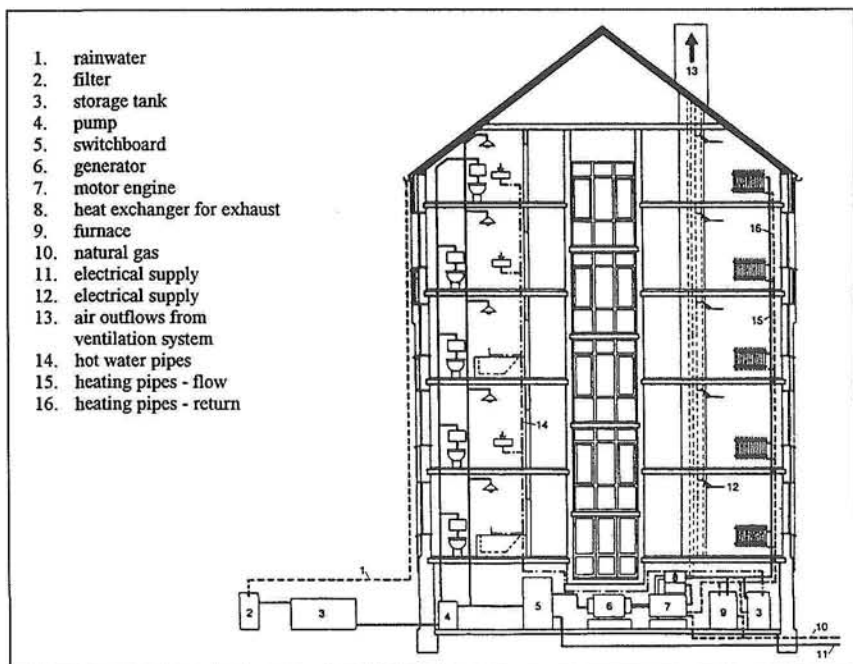 1. rainwater
2. filter
3. storage tank
4. pump
5. switchboard
6. generator
7. motor engine
8. heat exchanger for exhaust
9. furnace
10. natural gas
11. electrical supply
12. electrical supply
13. air outflows from
ventilation system
14. hot water pipes
15. heating pipes - flow
16. heating pipes - return
13
16
15
14
12
1
2
3
4
5
6
7
8
9
3
10
11